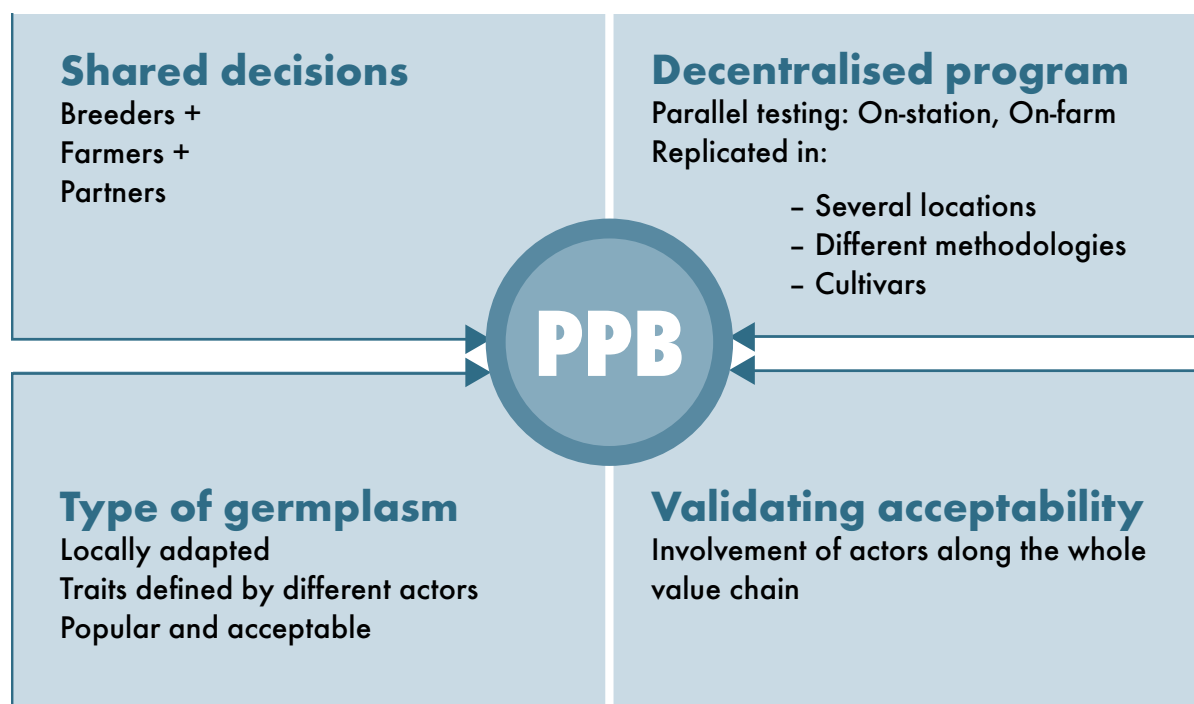 Shared decisions
Breeders +
Farmers +
Partners
Decentralised program
Parallel testing: On-station, On-farm
Replicated in:
– Several locations
– Different methodologies
– Cultivars
PPB
Type of germplasm
Locally adapted
Traits defined by different actors
Popular and acceptable
Validating acceptability
Involvement of actors along the whole
value chain